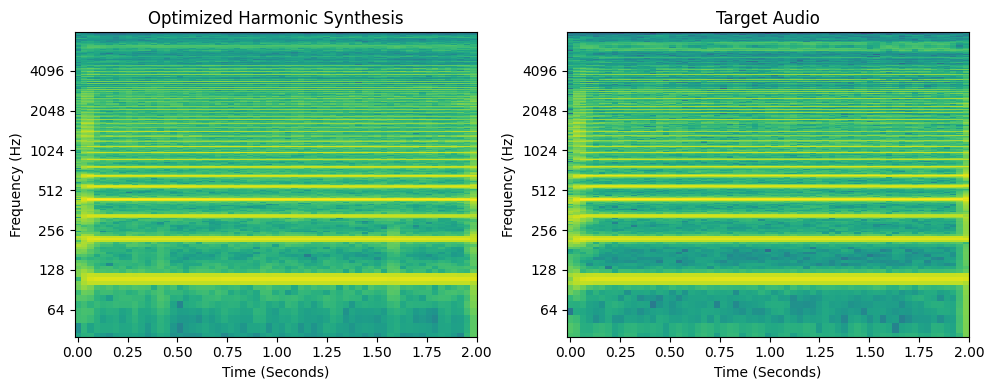 Optimized Harmonic Synthesis
Frequency (Hz)
4096
2048
1024
512
256
128
64
0.00 0.25 0.50 0.75 1.00 1.25 1.50 1.75 2.00
Time (Seconds)
Target Audio
Frequency (Hz)
4096
2048
1024
512
256
128
64
0.00 0.25 0.50 0.75 1.00 1.25 1.50 1.75 2.00
Time (Seconds)